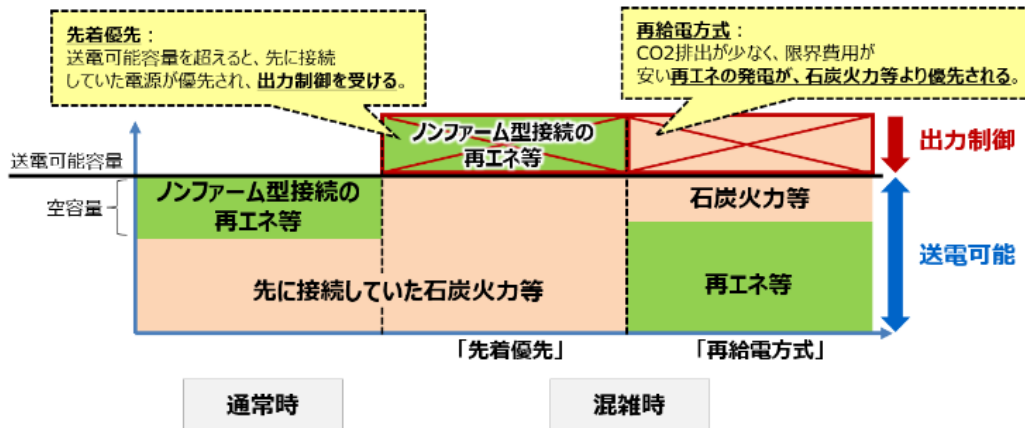 先着優先：
送電可能容量を超えると、先に接続
していた電源が優先され、出力制御を受ける。
再給電方式：
CO2排出が少なく、限界費用が
安い再エネの発電が、石炭火力等より優先される。
ノンファーム型接続の
再エネ等
出力制御
送電可能容量
空容量
ノンファーム型接続の
再エネ等
石炭火力等
送電可能
先に接続していた石炭火力等
再エネ等
「先着優先」
「再給電方式」
通常時
混雑時